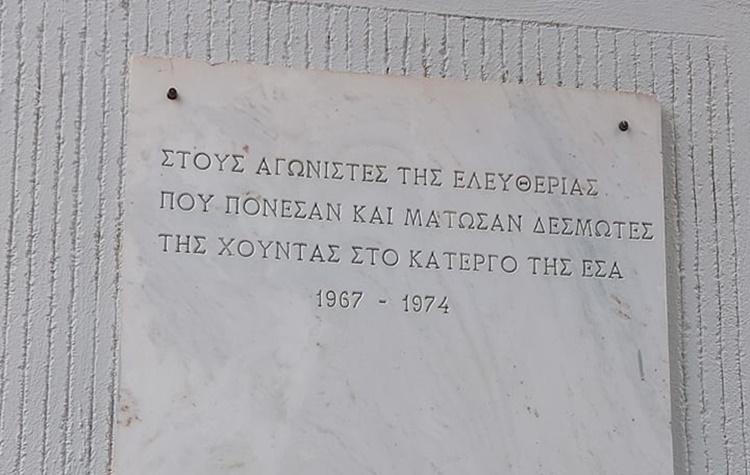 ΣΤΟΥΣ ΑΓΩΝΙΣΤΕΣ ΤΗΣ ΕΛΕΥΘΕΡΙΑΣ
ΠΟΥ ΠΟΝΕΣΑΝ ΚΑΙ ΜΑΤΩΣΑΝ ΔΕΣΜΩΤΕΣ
ΤΗΣ ΧΟΥΝΤΑΣ ΣΤΟ ΚΑΤΕΡΓΟ ΤΗΣ ΕΣΑ
1967 - 1974